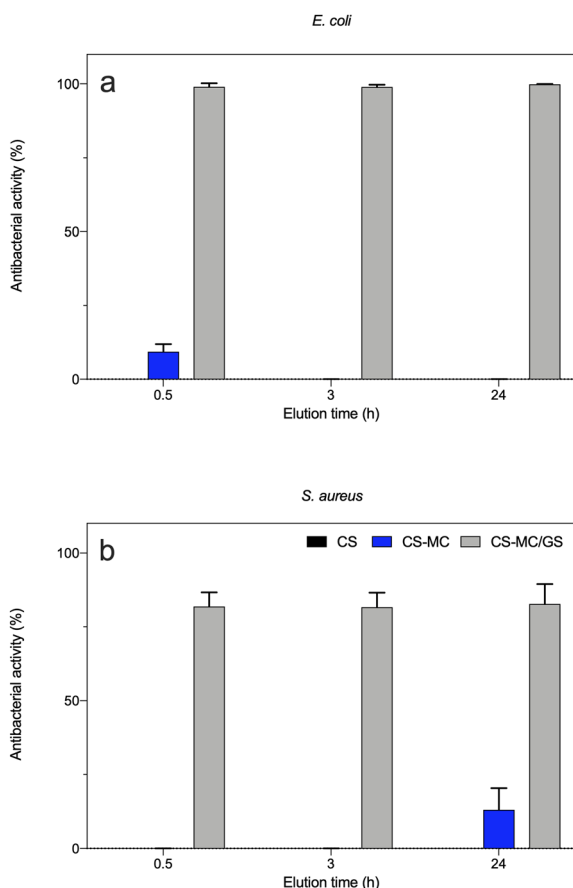 E. coli
a
Antibacterial activity (%)
100
50
0
0.5 3 24
Elution time (h)
S. aureus
b
CS CS-MC CS-MC/GS
Antibacterial activity (%)
100
50
0
0.5 3 24
Elution time (h)